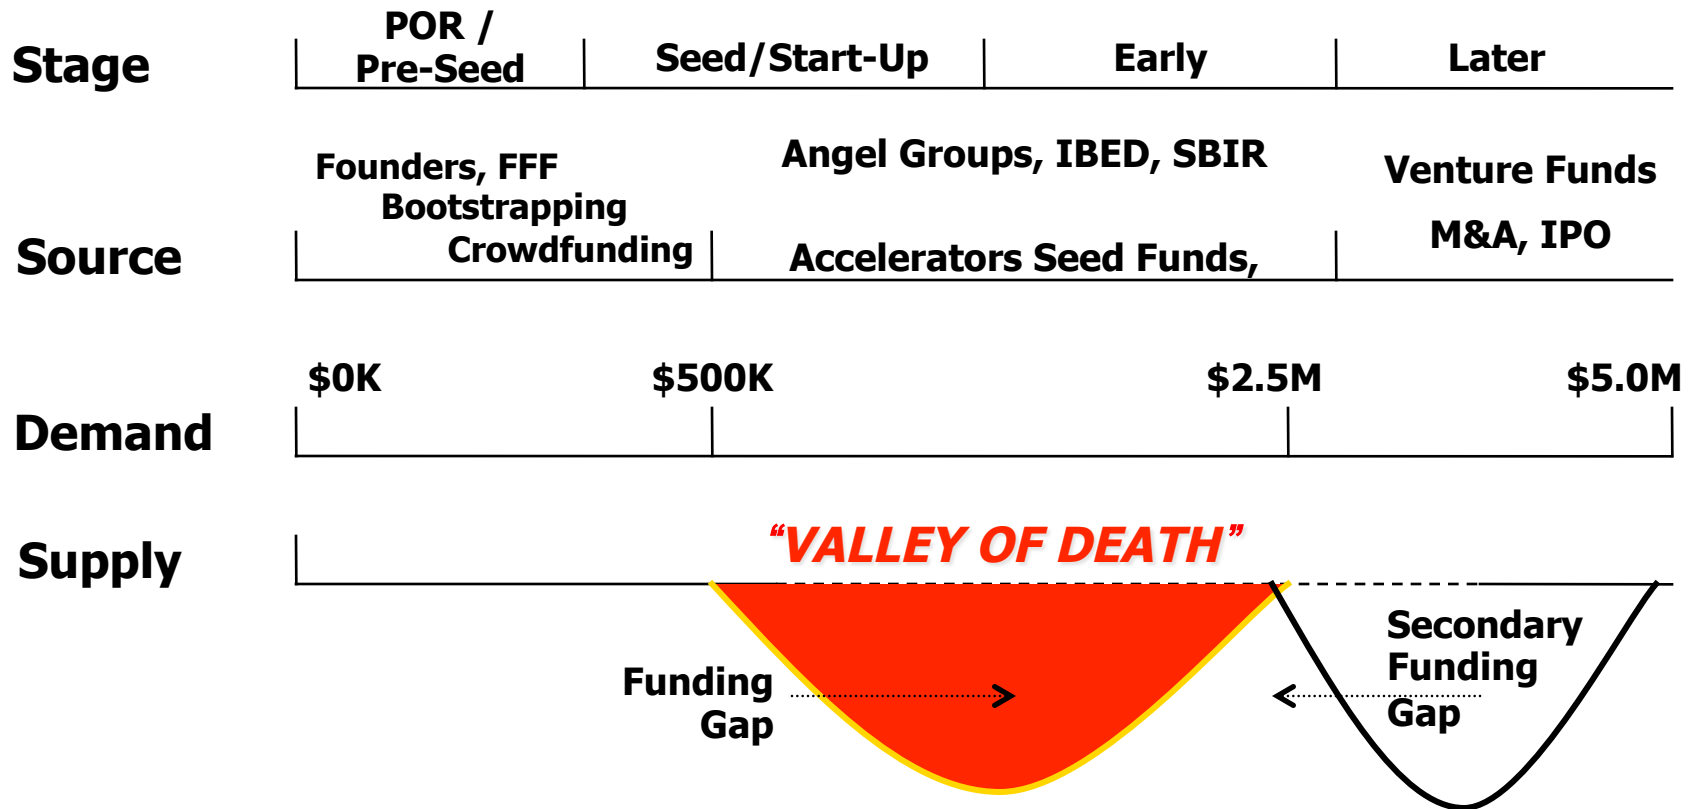 Stage
POR /
Pre-Seed
Seed/Start-Up
Early
Later
Source
Founders, FFF
Bootstrapping
Crowdfunding
Angel Groups, IBED, SBIR
Accelerators Seed Funds,
Venture Funds
M&A, IPO
Demand
$0K
$500K
$2.5M
$5.0M
Supply
“VALLEY OF DEATH”
Funding
Gap
Secondary
Funding
Gap